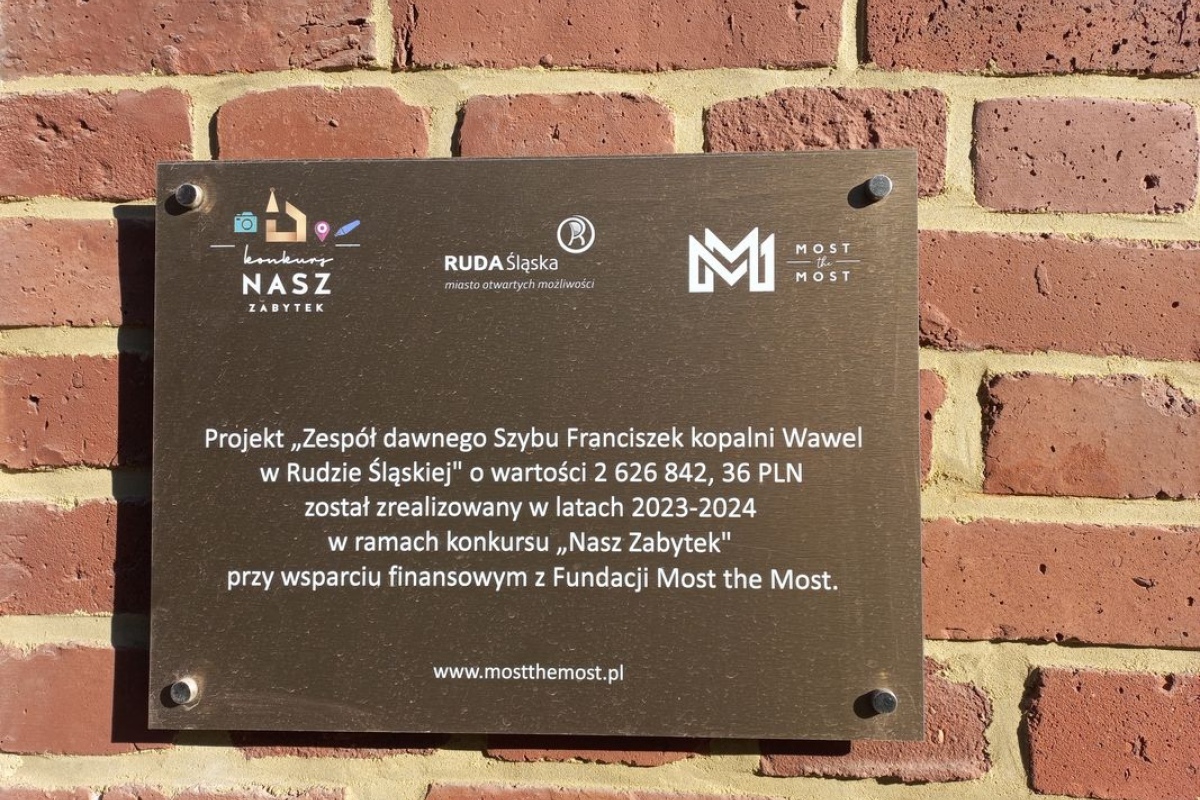 konkurs
NASZ
ZABYTEK
RUDA Śląska
miasto otwartych możliwości
MOST
the
MOST
Projekt „Zespół dawnego Szybu Franciszek kopalni Wawel
w Rudzie Śląskiej" o wartości 2 626 842, 36 PLN
został zrealizowany w latach 2023-2024
w ramach konkursu „Nasz Zabytek"
przy wsparciu finansowym z Fundacji Most the Most.
www.mostthemost.pl